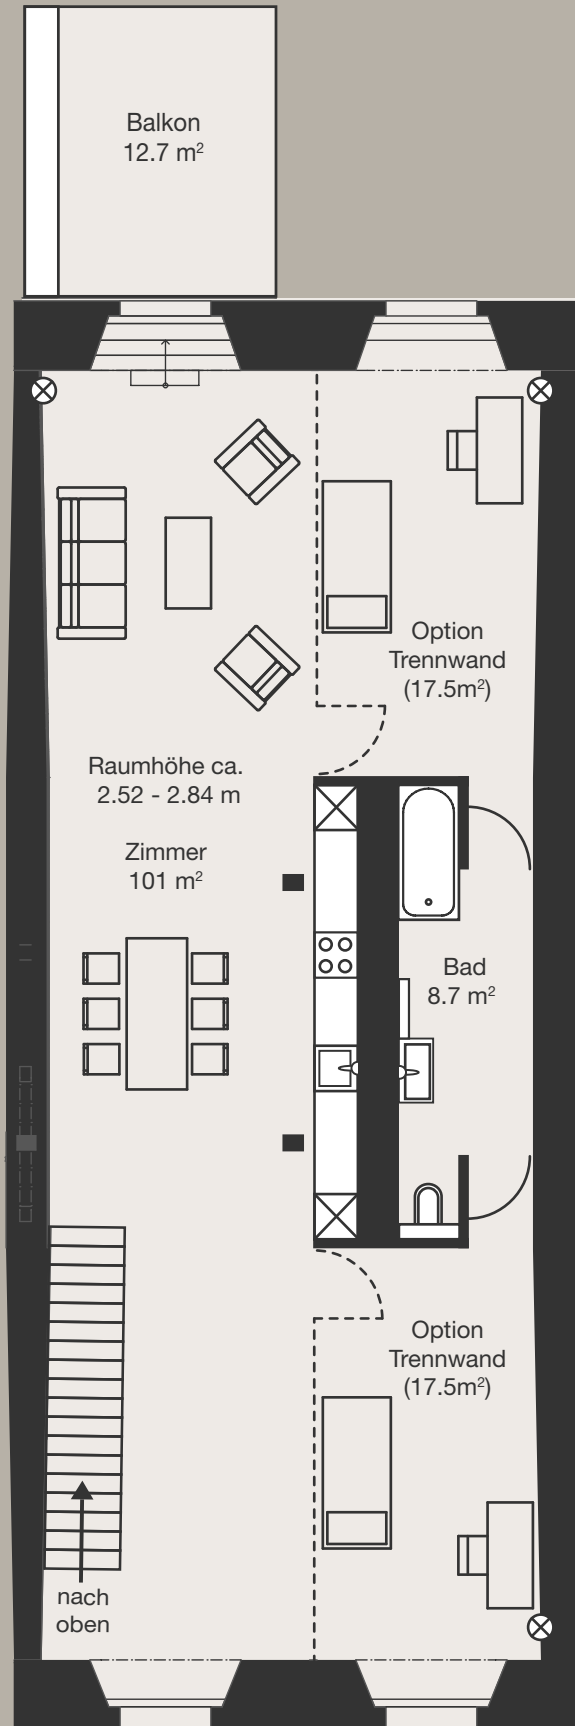 Balkon
12.7 m²
Option
Trennwand
(17.5m²)
Raumhöhe ca.
2.52 - 2.84 m
Zimmer
101 m²
Bad
8.7 m²
Option
Trennwand
(17.5m²)
nach
oben